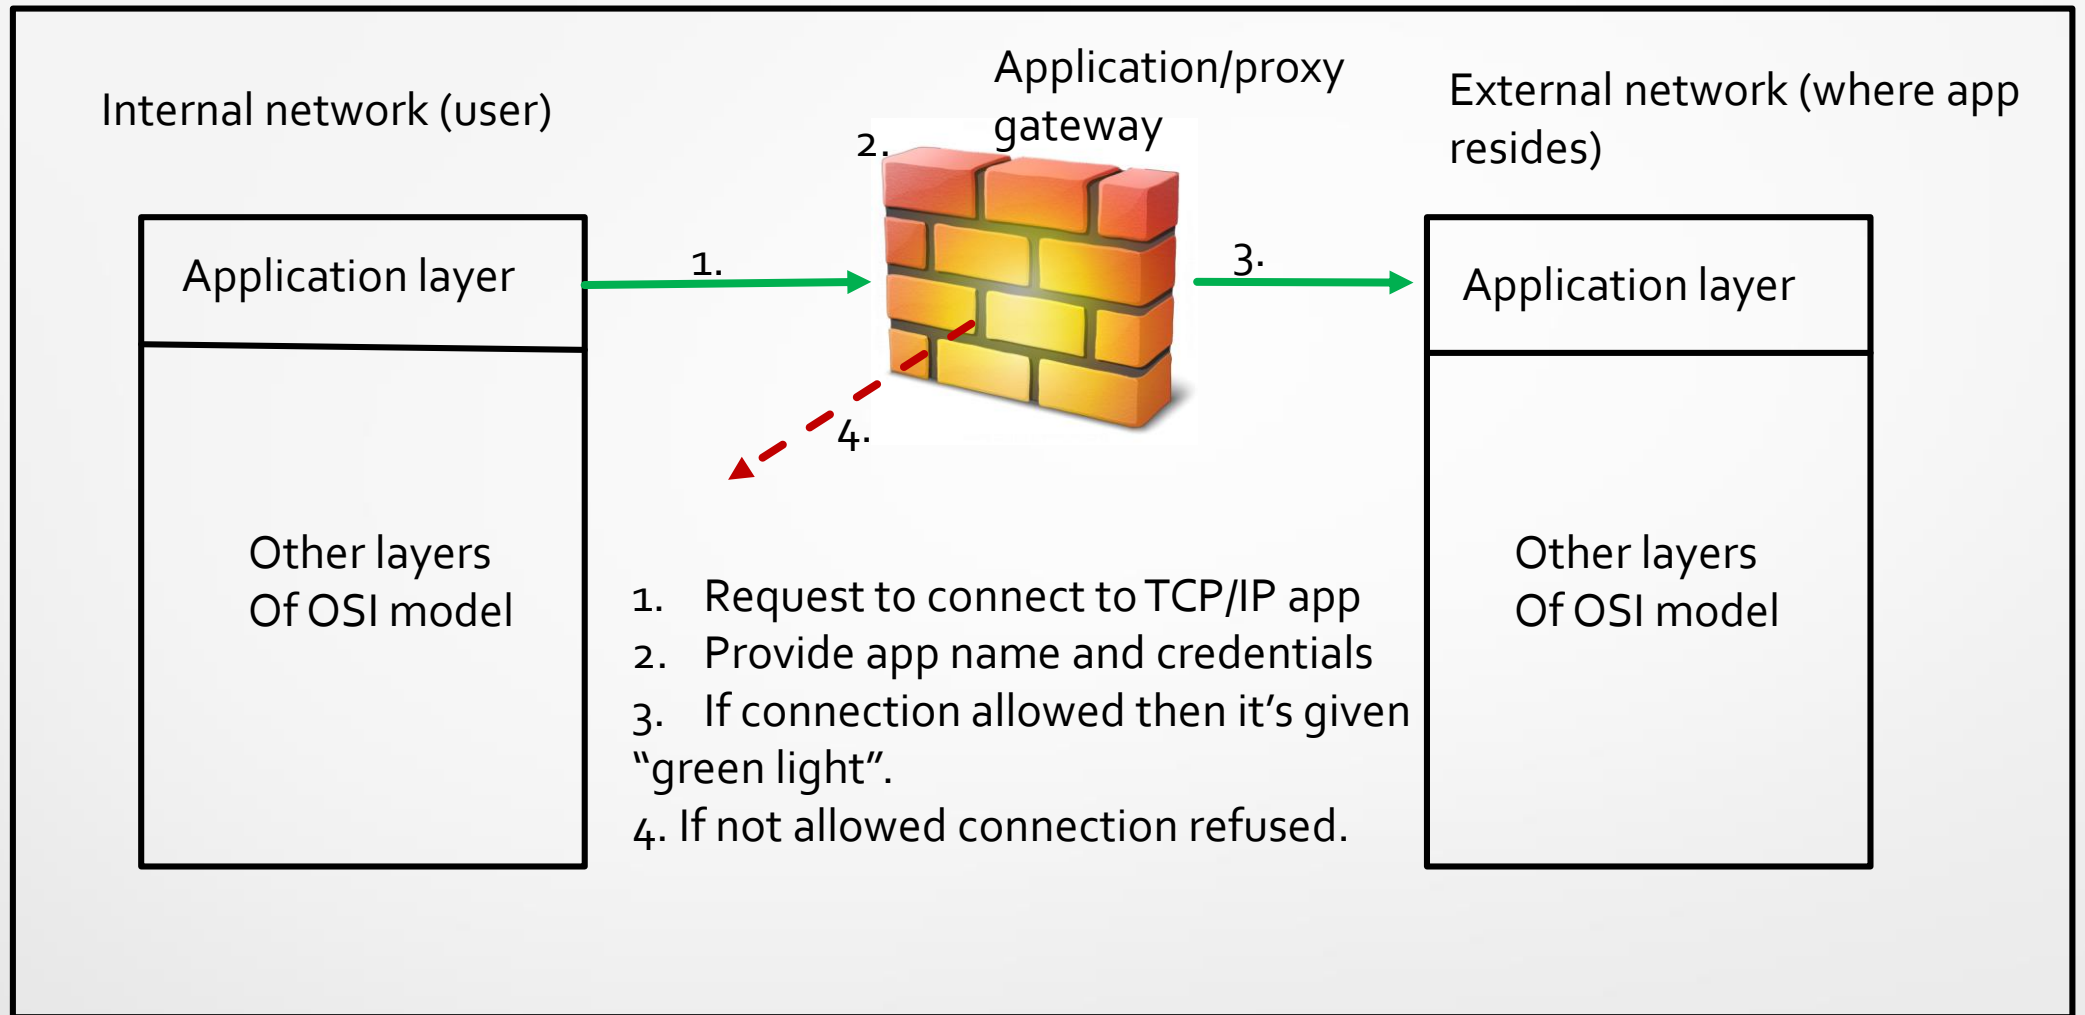 Internal network (user)
Application/proxy
gateway
External network (where app
resides)
2.
Application layer
1.
3.
Application layer
4.
Other layers
Of OSI model
1. Request to connect to TCP/IP app
2. Provide app name and credentials
3. If connection allowed then it’s given
“green light”.
4. If not allowed connection refused.
Other layers
Of OSI model